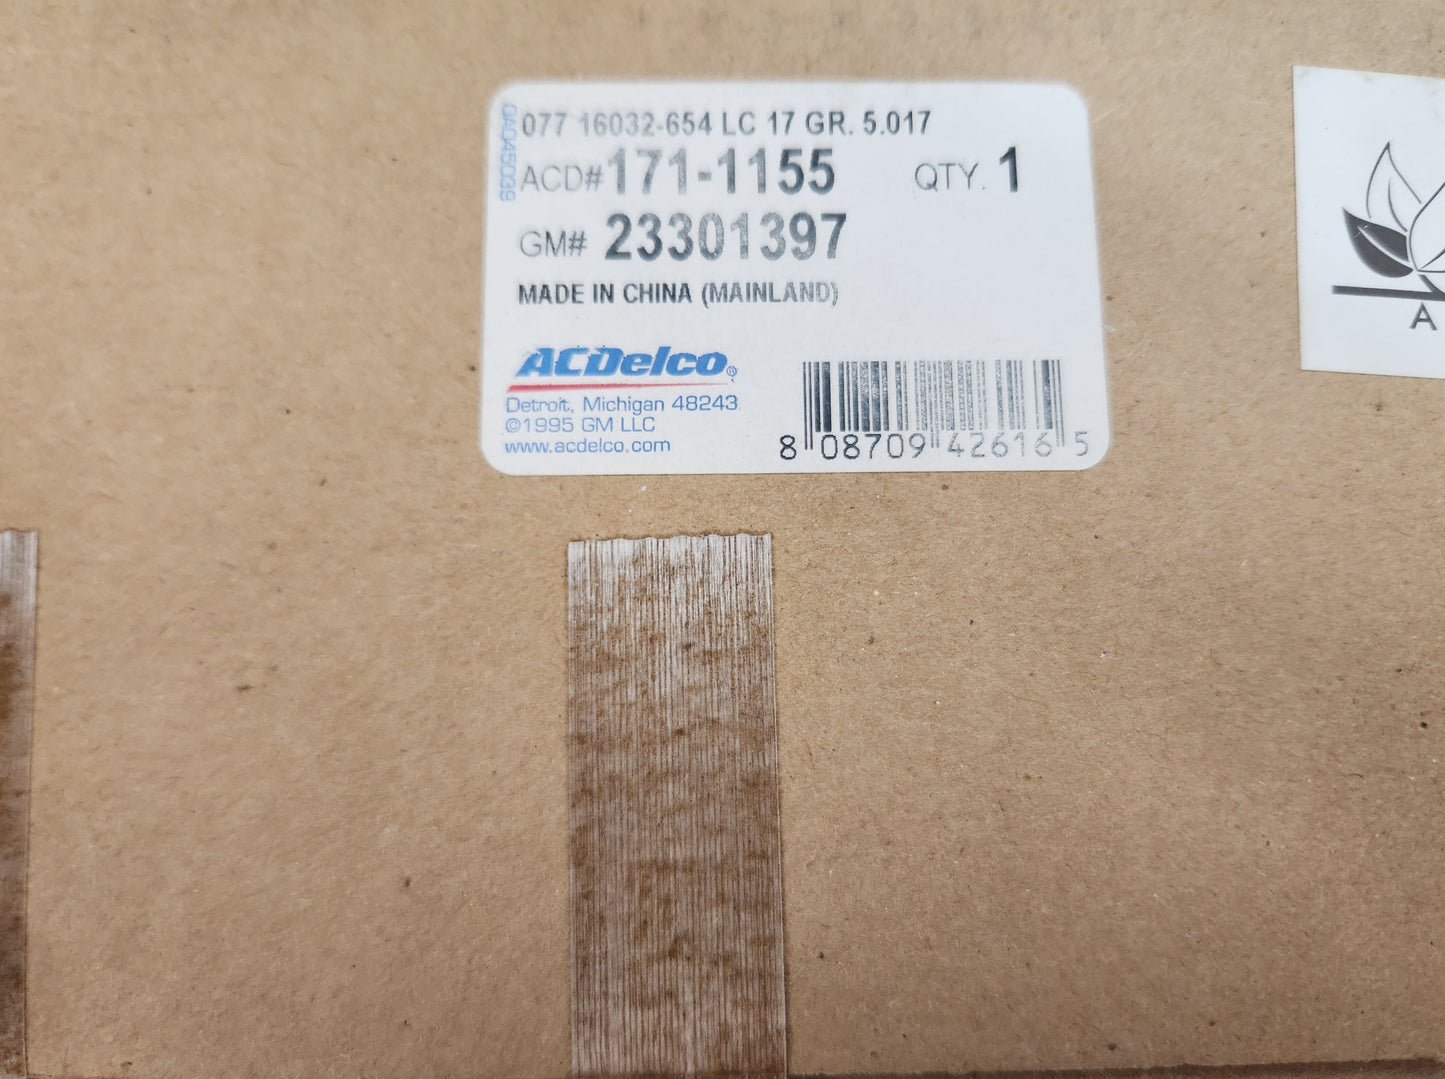 077 16032-654 LC 17 GR. 5.017
ACD# 171-1155 QTY. 1
GM# 23301397
MADE IN CHINA (MAINLAND)
ACDelco®
Detroit, Michigan 48243
©1995 GM LLC
www.acdelco.com
8 08709 42616 5
A